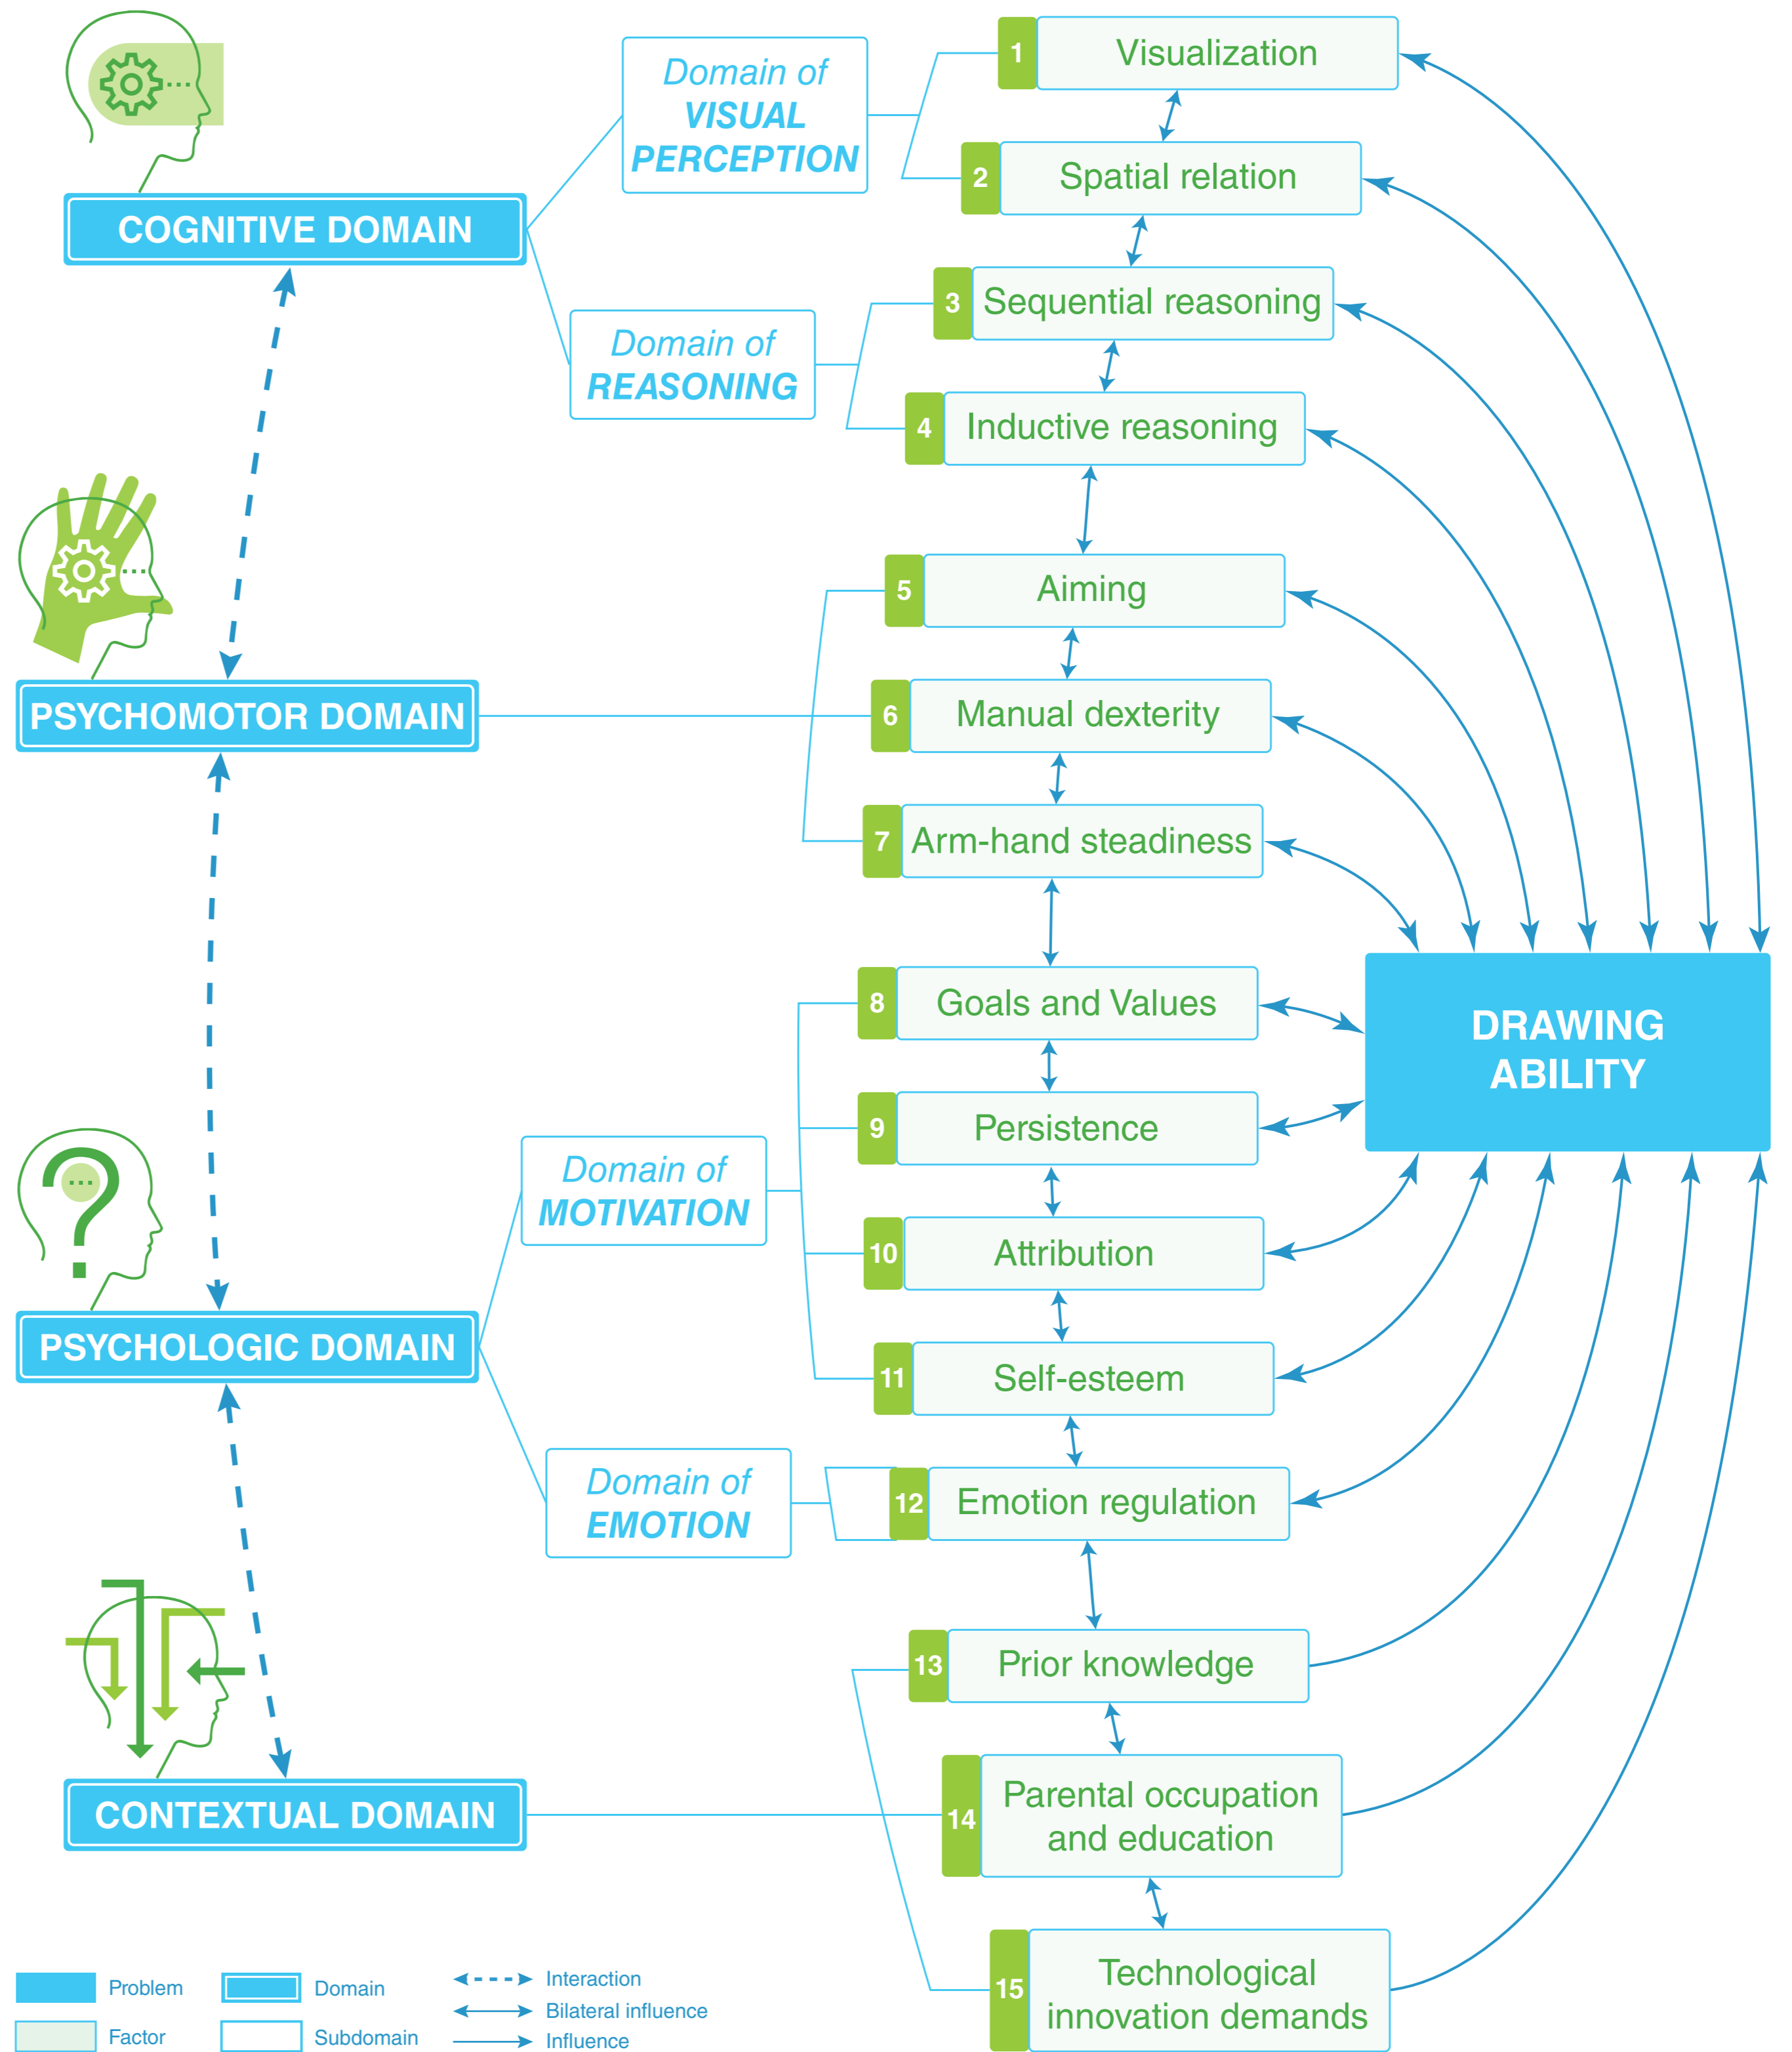 COGNITIVE DOMAIN
Domain of
VISUAL
PERCEPTION
1
Visualization
2
Spatial relation
Domain of
REASONING
3
Sequential reasoning
4
Inductive reasoning
PSYCHOMOTOR DOMAIN
5
Aiming
6
Manual dexterity
7
Arm-hand steadiness
PSYCHOLOGIC DOMAIN
Domain of
MOTIVATION
8
Goals and Values
9
Persistence
10
Attribution
11
Self-esteem
Domain of
EMOTION
12
Emotion regulation
CONTEXTUAL DOMAIN
13
Prior knowledge
14
Parental occupation
and education
15
Technological
innovation demands
DRAWING
ABILITY
Problem
Factor
Domain
Subdomain
Interaction
Bilateral influence
Influence